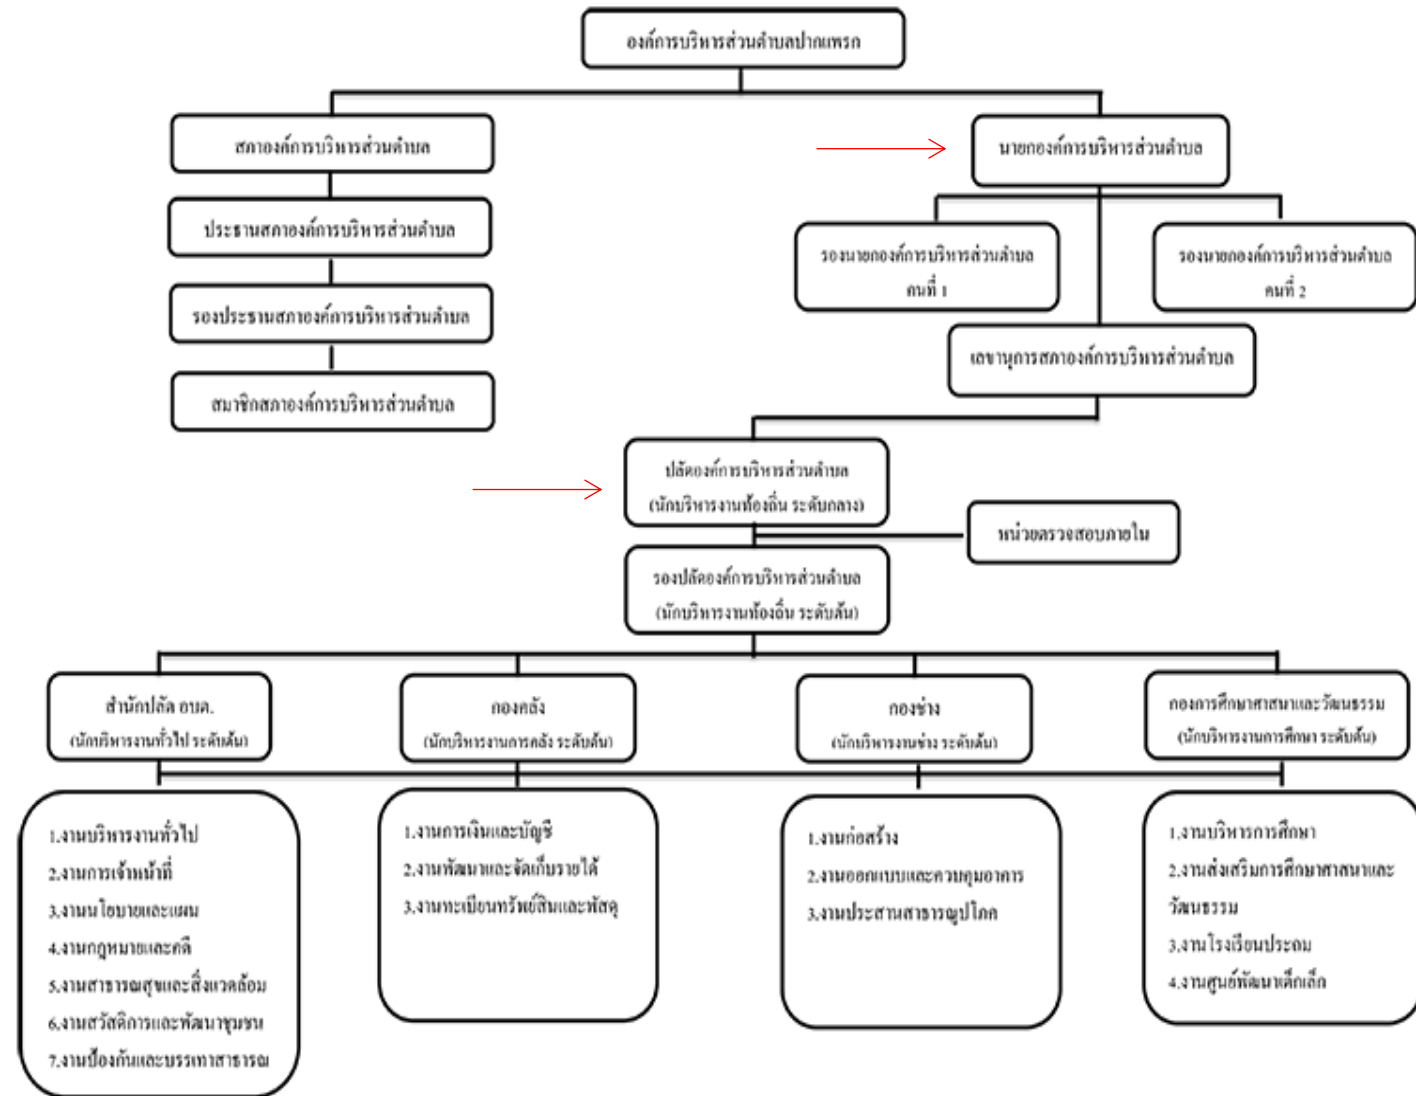 องค์การบริหารส่วนตำบลปากแพรก
สภาองค์การบริหารส่วนตำบล
นายกองค์การบริหารส่วนตำบล
ประธานสภาองค์การบริหารส่วนตำบล
รองนายกองค์การบริหารส่วนตำบล
คนที่ 1
รองนายกองค์การบริหารส่วนตำบล
คนที่ 2
รองประธานสภาองค์การบริหารส่วนตำบล
เลขานุการสภาองค์การบริหารส่วนตำบล
สมาชิกสภาองค์การบริหารส่วนตำบล
ปลัดองค์การบริหารส่วนตำบล
(นักบริหารงานท้องถิ่น ระดับกลาง)
หน่วยตรวจสอบภายใน
รองปลัดองค์การบริหารส่วนตำบล
(นักบริหารงานท้องถิ่น ระดับต้น)
สำนักปลัด อบต.
(นักบริหารงานทั่วไป ระดับต้น)
กองคลัง
(นักบริหารงานการคลัง ระดับต้น)
กองช่าง
(นักบริหารงานช่าง ระดับต้น)
กองการศึกษาศาสนาและวัฒนธรรม
(นักบริหารงานการศึกษา ระดับต้น)
1.งานบริหารงานทั่วไป
2.งานการเจ้าหน้าที่
3.งานนโยบายและแผน
4.งานกฎหมายและคดี
5.งานสาธารณสุขและสิ่งแวดล้อม
6.งานสวัสดิการและพัฒนาชุมชน
7.งานป้องกันและบรรเทาสาธารณ
1.งานการเงินและบัญชี
2.งานพัฒนาและจัดเก็บรายได้
3.งานทะเบียนทรัพย์สินและพัสดุ
1.งานก่อสร้าง
2.งานออกแบบและควบคุมอาคาร
3.งานประสานสาธารณูปโภค
1.งานบริหารการศึกษา
2.งานส่งเสริมการศึกษาศาสนาและ
วัฒนธรรม
3.งานโรงเรียนประถม
4.งานศูนย์พัฒนาเด็กเล็ก